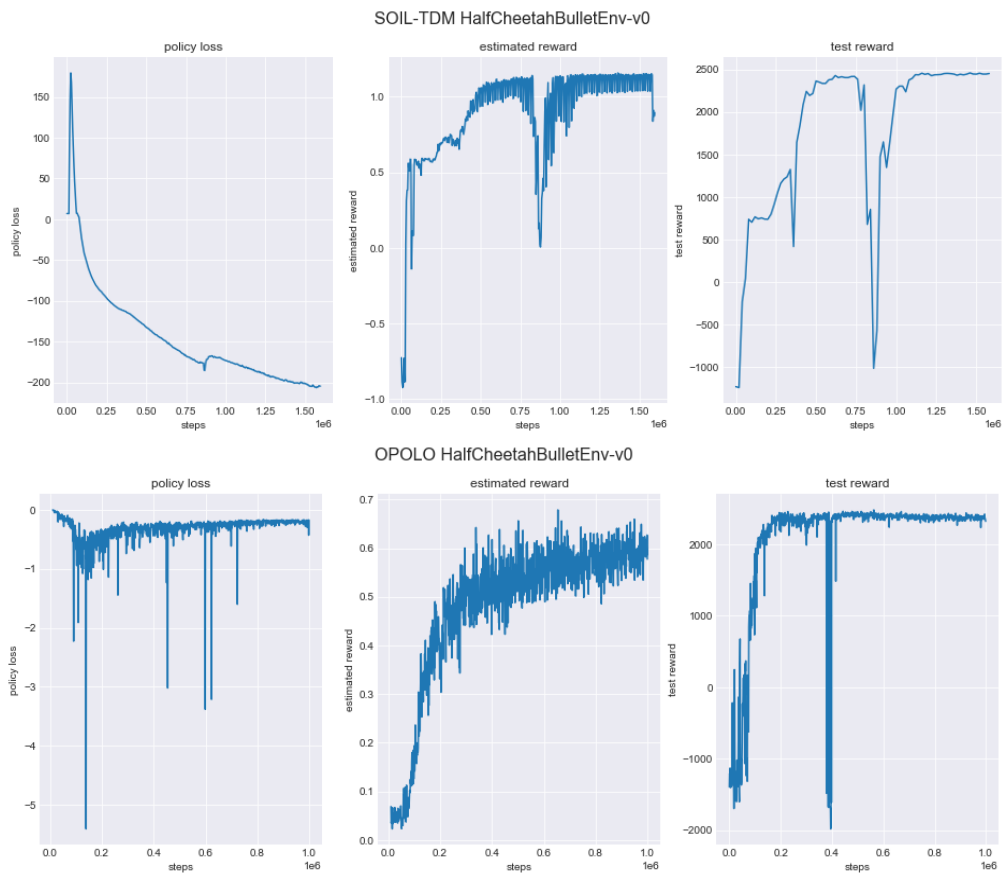 SOIL-TDM HalfCheetahBulletEnv-v0
policy loss
policy loss
150
100
50
0
−50
−100
−150
−200
0.00 0.25 0.50 0.75 1.00 1.25 1.50
steps
1e6
estimated reward
estimated reward
1.0
0.5
0.0
−0.5
−1.0
0.00 0.25 0.50 0.75 1.00 1.25 1.50
steps
1e6
test reward
test reward
2500
2000
1500
1000
500
0
−500
−1000
0.00 0.25 0.50 0.75 1.00 1.25 1.50
steps
1e6
OPOLO HalfCheetahBulletEnv-v0
policy loss
policy loss
0
−1
−2
−3
−4
−5
0.0 0.2 0.4 0.6 0.8 1.0
steps
1e6
estimated reward
estimated reward
0.7
0.6
0.5
0.4
0.3
0.2
0.1
0.0
0.0 0.2 0.4 0.6 0.8 1.0
steps
1e6
test reward
test reward
2000
1000
0
−1000
−2000
0.0 0.2 0.4 0.6 0.8 1.0
steps
1e6